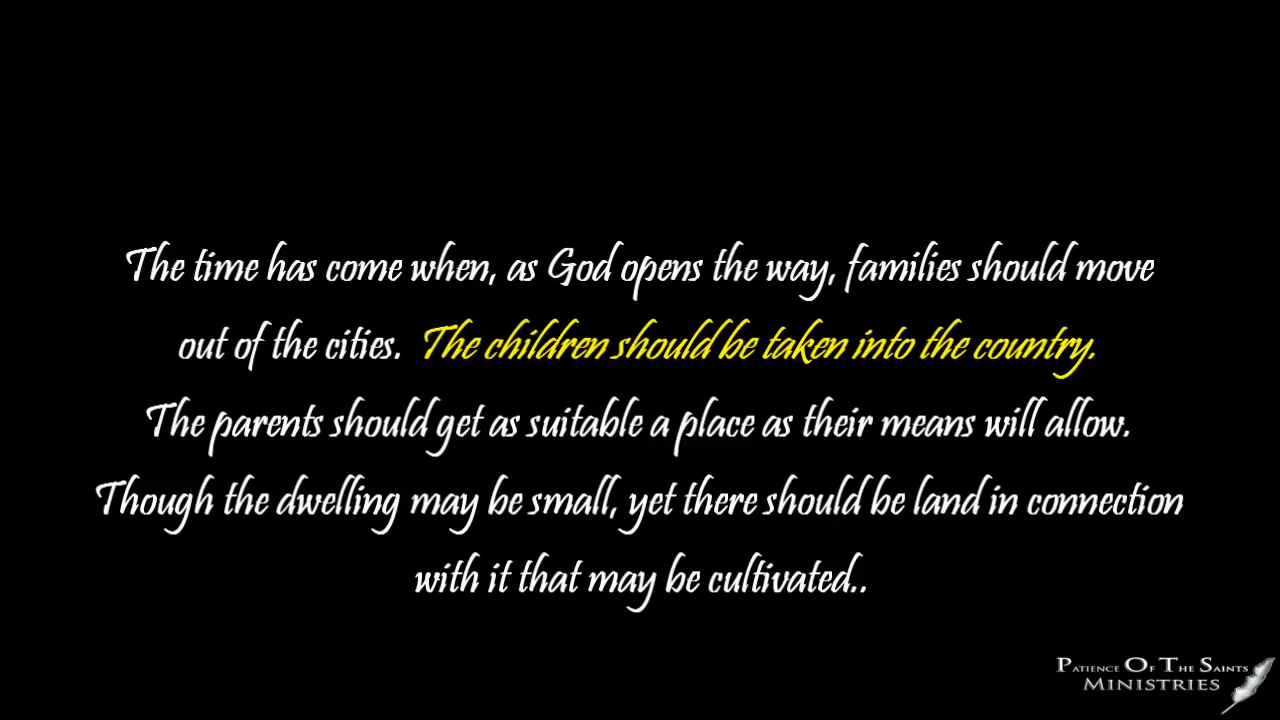 The time has come when, as God opens the way, families should move
out of the cities. The children should be taken into the country.
The parents should get as suitable a place as their means will allow.
Though the dwelling may be small, yet there should be land in connection
with it that may be cultivated..
Patience Of The Saints
Ministries